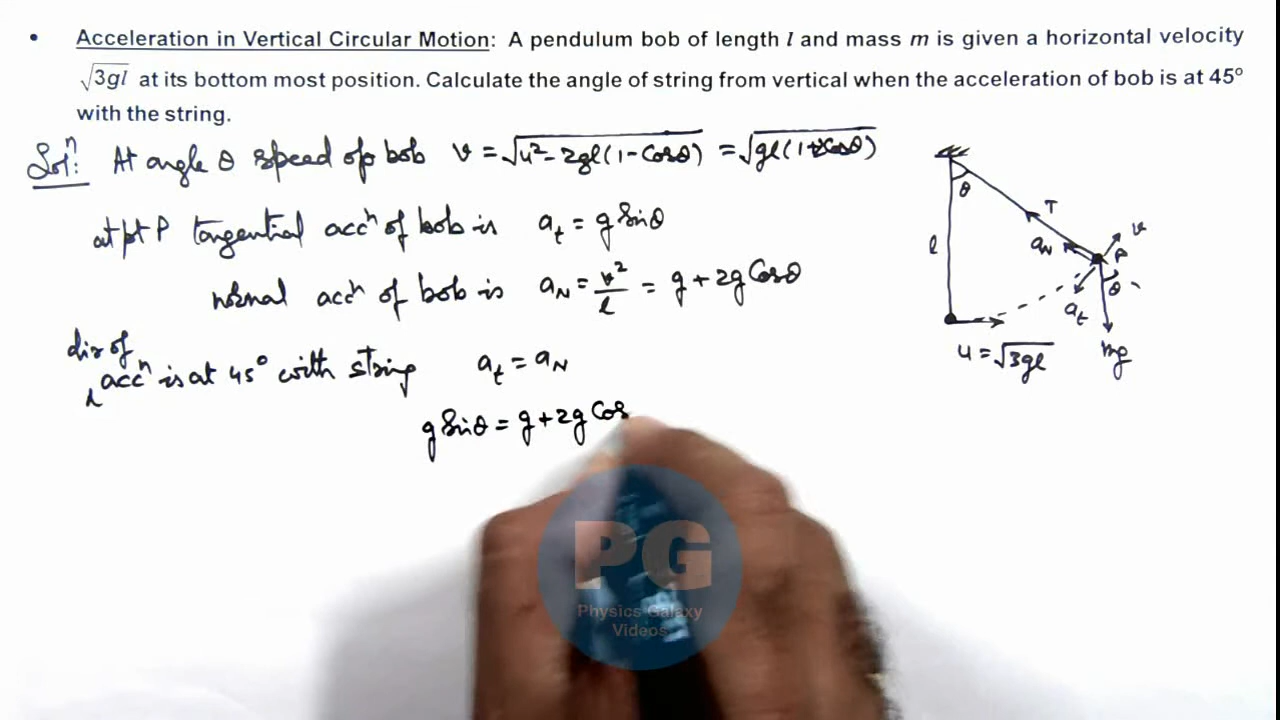 • Acceleration in Vertical Circular Motion: A pendulum bob of length l and mass m is given a horizontal velocity
√3gl at its bottom most position. Calculate the angle of string from vertical when the acceleration of bob is at 45°
with the string.
Solⁿ: At angle θ speed of bob v = √u² - 2gl(1 - Cosθ) = √gl(1+2Cosθ)
at pt P tangential accⁿ of bob is a_t = g Sinθ
normal accⁿ of bob is a_N = v²/l = g + 2g Cosθ
dir of
accⁿ is at 45° with string a_t = a_N
g Sinθ = g + 2g Cos
θ
T
l
a_N
v
P
a_t
θ
u = √3gl
mg
PG
Physics Galaxy
Videos